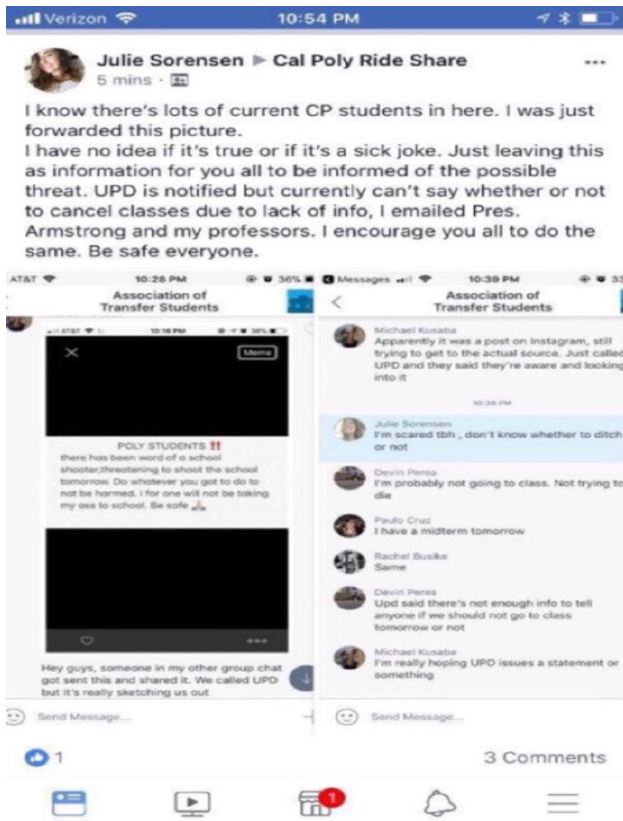 Verizon 10:54 PM
Julie Sorensen ▶ Cal Poly Ride Share
5 mins ·
I know there's lots of current CP students in here. I was just
forwarded this picture.
I have no idea if it's true or if it's a sick joke. Just leaving this
as information for you all to be informed of the possible
threat. UPD is notified but currently can't say whether or not
to cancel classes due to lack of info, I emailed Pres.
Armstrong and my professors. I encourage you all to do the
same. Be safe everyone.
AT&T 10:28 PM 36%
Association of
Transfer Students
AT&T 10:18 PM 38%
Meme
POLY STUDENTS ‼️
there has been word of a school
shooter,threatening to shoot the school
tomorrow. Do whatever you got to do to
not be harmed, i for one will not be taking
my ass to school. Be safe 🙏🏻
Hey guys, someone in my other group chat
got sent this and shared it. We called UPD
but it's really sketching us out
Send Message...
Messages 10:39 PM 33
Association of
Transfer Students
Michael Kusaba
Apparently it was a post on Instagram, still
trying to get to the actual source. Just called
UPD and they said they're aware and looking
into it
Julie Sorensen
I'm scared tbh , don't know whether to ditch
or not
Devin Perea
I'm probably not going to class. Not trying to
die
Paulo Cruz
I have a midterm tomorrow
Rachel Busike
Same
Devin Perea
Upd said there's not enough info to tell
anyone if we should not go to class
tomorrow or not
Michael Kusaba
I'm really hoping UPD issues a statement or
something
Send Message...
1
3 Comments
1